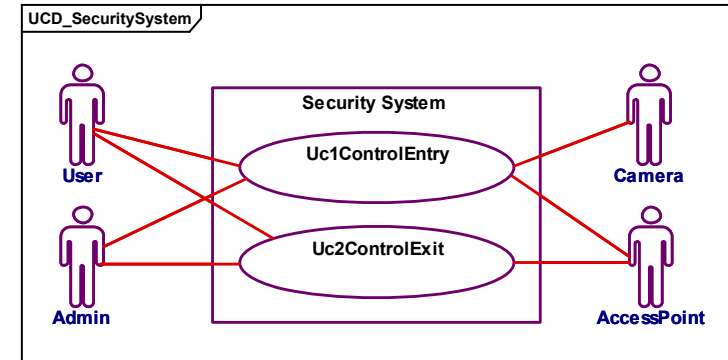 UCD_SecuritySystem
Security System
Uc1ControlEntry
User
Camera
Uc2ControlExit
Admin
AccessPoint